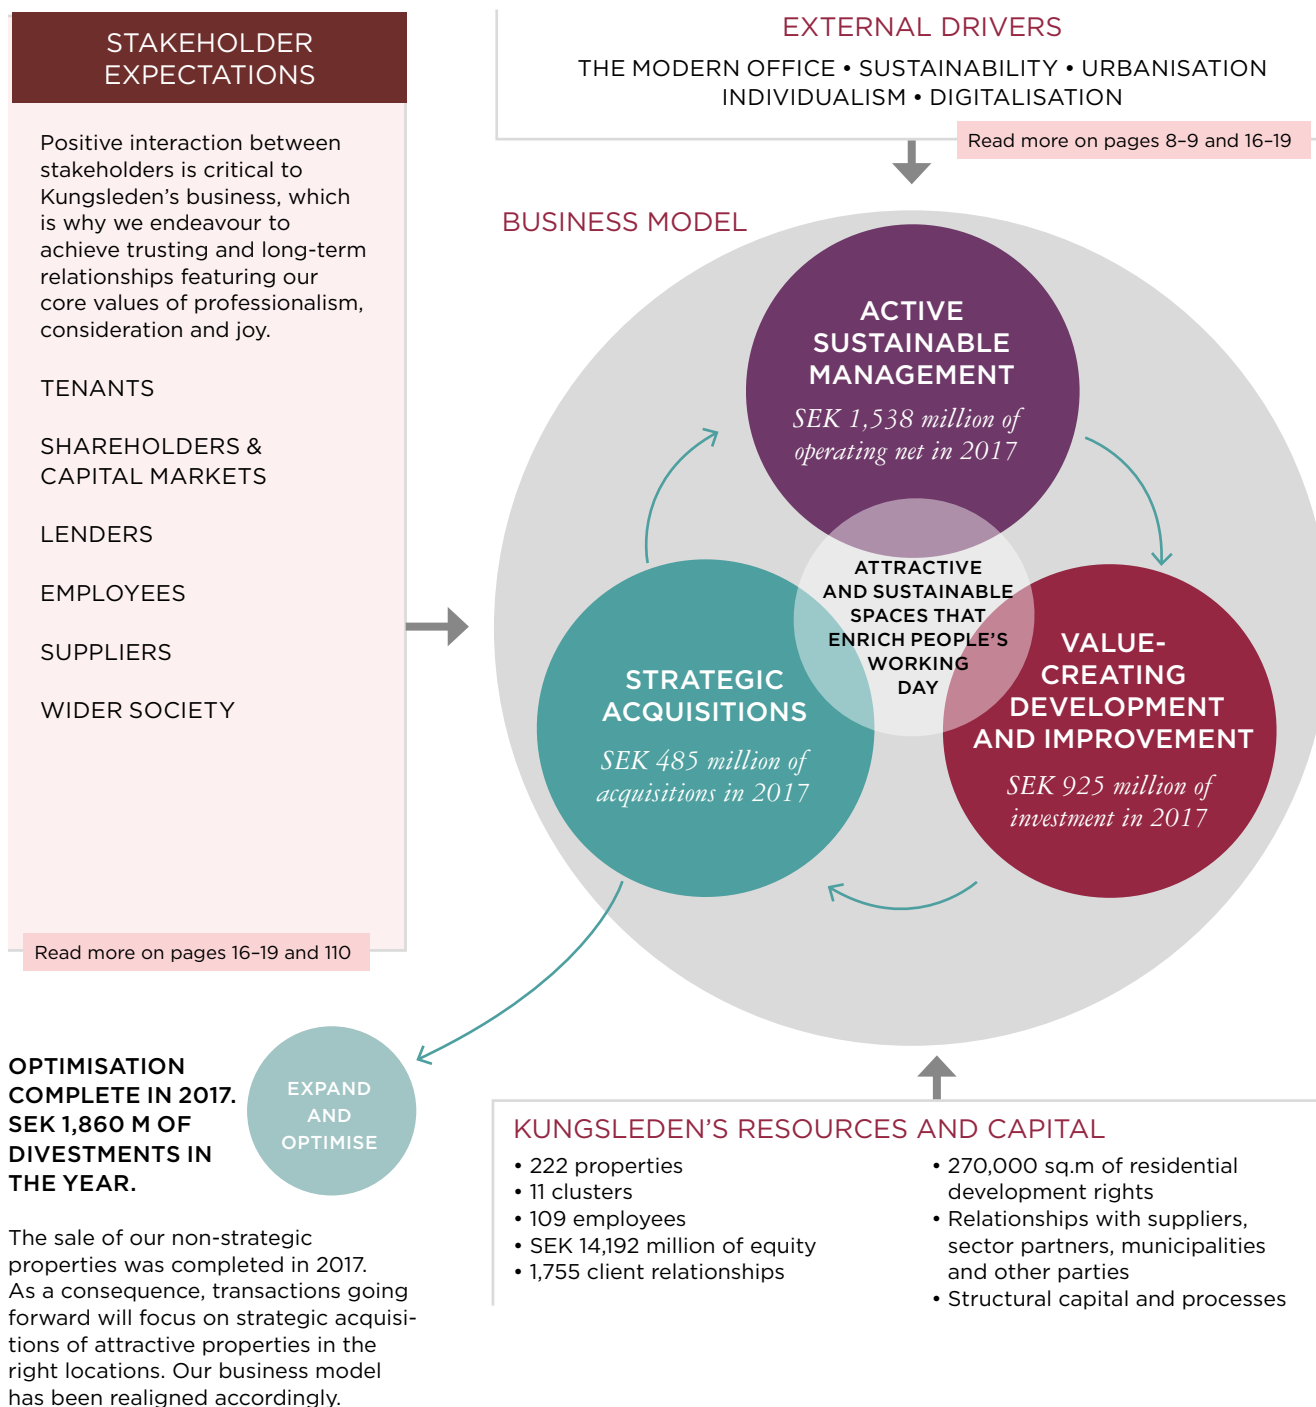 STAKEHOLDER
EXPECTATIONS
Positive interaction between
stakeholders is critical to
Kungsleden’s business, which
is why we endeavour to
achieve trusting and long-term
relationships featuring our
core values of professionalism,
consideration and joy.
TENANTS
SHAREHOLDERS &
CAPITAL MARKETS
LENDERS
EMPLOYEES
SUPPLIERS
WIDER SOCIETY
Read more on pages 16–19 and 110
EXTERNAL DRIVERS
THE MODERN OFFICE • SUSTAINABILITY • URBANISATION
INDIVIDUALISM • DIGITALISATION
Read more on pages 8–9 and 16–19
BUSINESS MODEL
ACTIVE
SUSTAINABLE
MANAGEMENT
SEK 1,538 million of
operating net in 2017
ATTRACTIVE
AND SUSTAINABLE
SPACES THAT
ENRICH PEOPLE’S
WORKING
DAY
VALUE-
CREATING
DEVELOPMENT
AND IMPROVEMENT
SEK 925 million of
investment in 2017
STRATEGIC
ACQUISITIONS
SEK 485 million of
acquisitions in 2017
OPTIMISATION
COMPLETE IN 2017.
SEK 1,860 M OF
DIVESTMENTS IN
THE YEAR.
EXPAND
AND
OPTIMISE
The sale of our non-strategic
properties was completed in 2017.
As a consequence, transactions going
forward will focus on strategic acquisi-
tions of attractive properties in the
right locations. Our business model
has been realigned accordingly.
KUNGSLEDEN’S RESOURCES AND CAPITAL
• 222 properties
• 11 clusters
• 109 employees
• SEK 14,192 million of equity
• 1,755 client relationships
• 270,000 sq.m of residential
development rights
• Relationships with suppliers,
sector partners, municipalities
and other parties
• Structural capital and processes